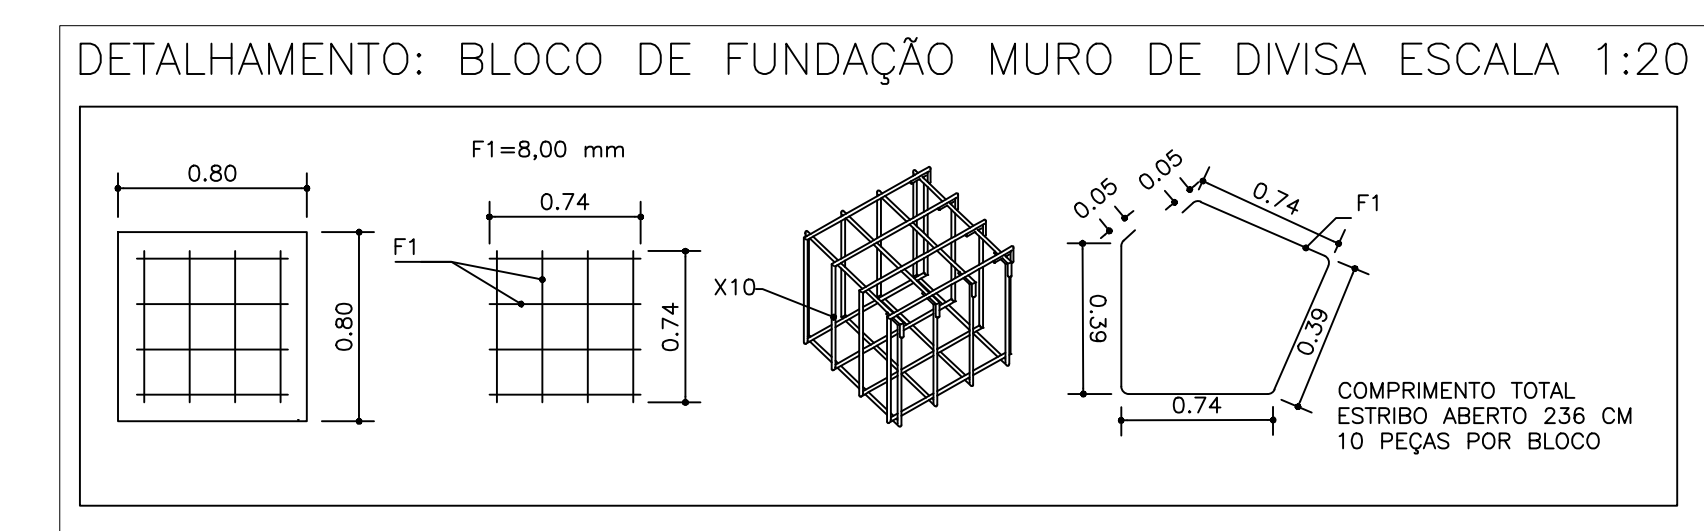 DETALHAMENTO: BLOCO DE FUNDAÇÃO MURO DE DIVISA ESCALA 1:20
F1=8,00 mm
0.80
0.80
0.74
F1
0.74
X10
0.05
0.05
0.74
F1
0.39
0.39
0.74
COMPRIMENTO TOTAL
ESTRIBO ABERTO 236 CM
10 PEÇAS POR BLOCO